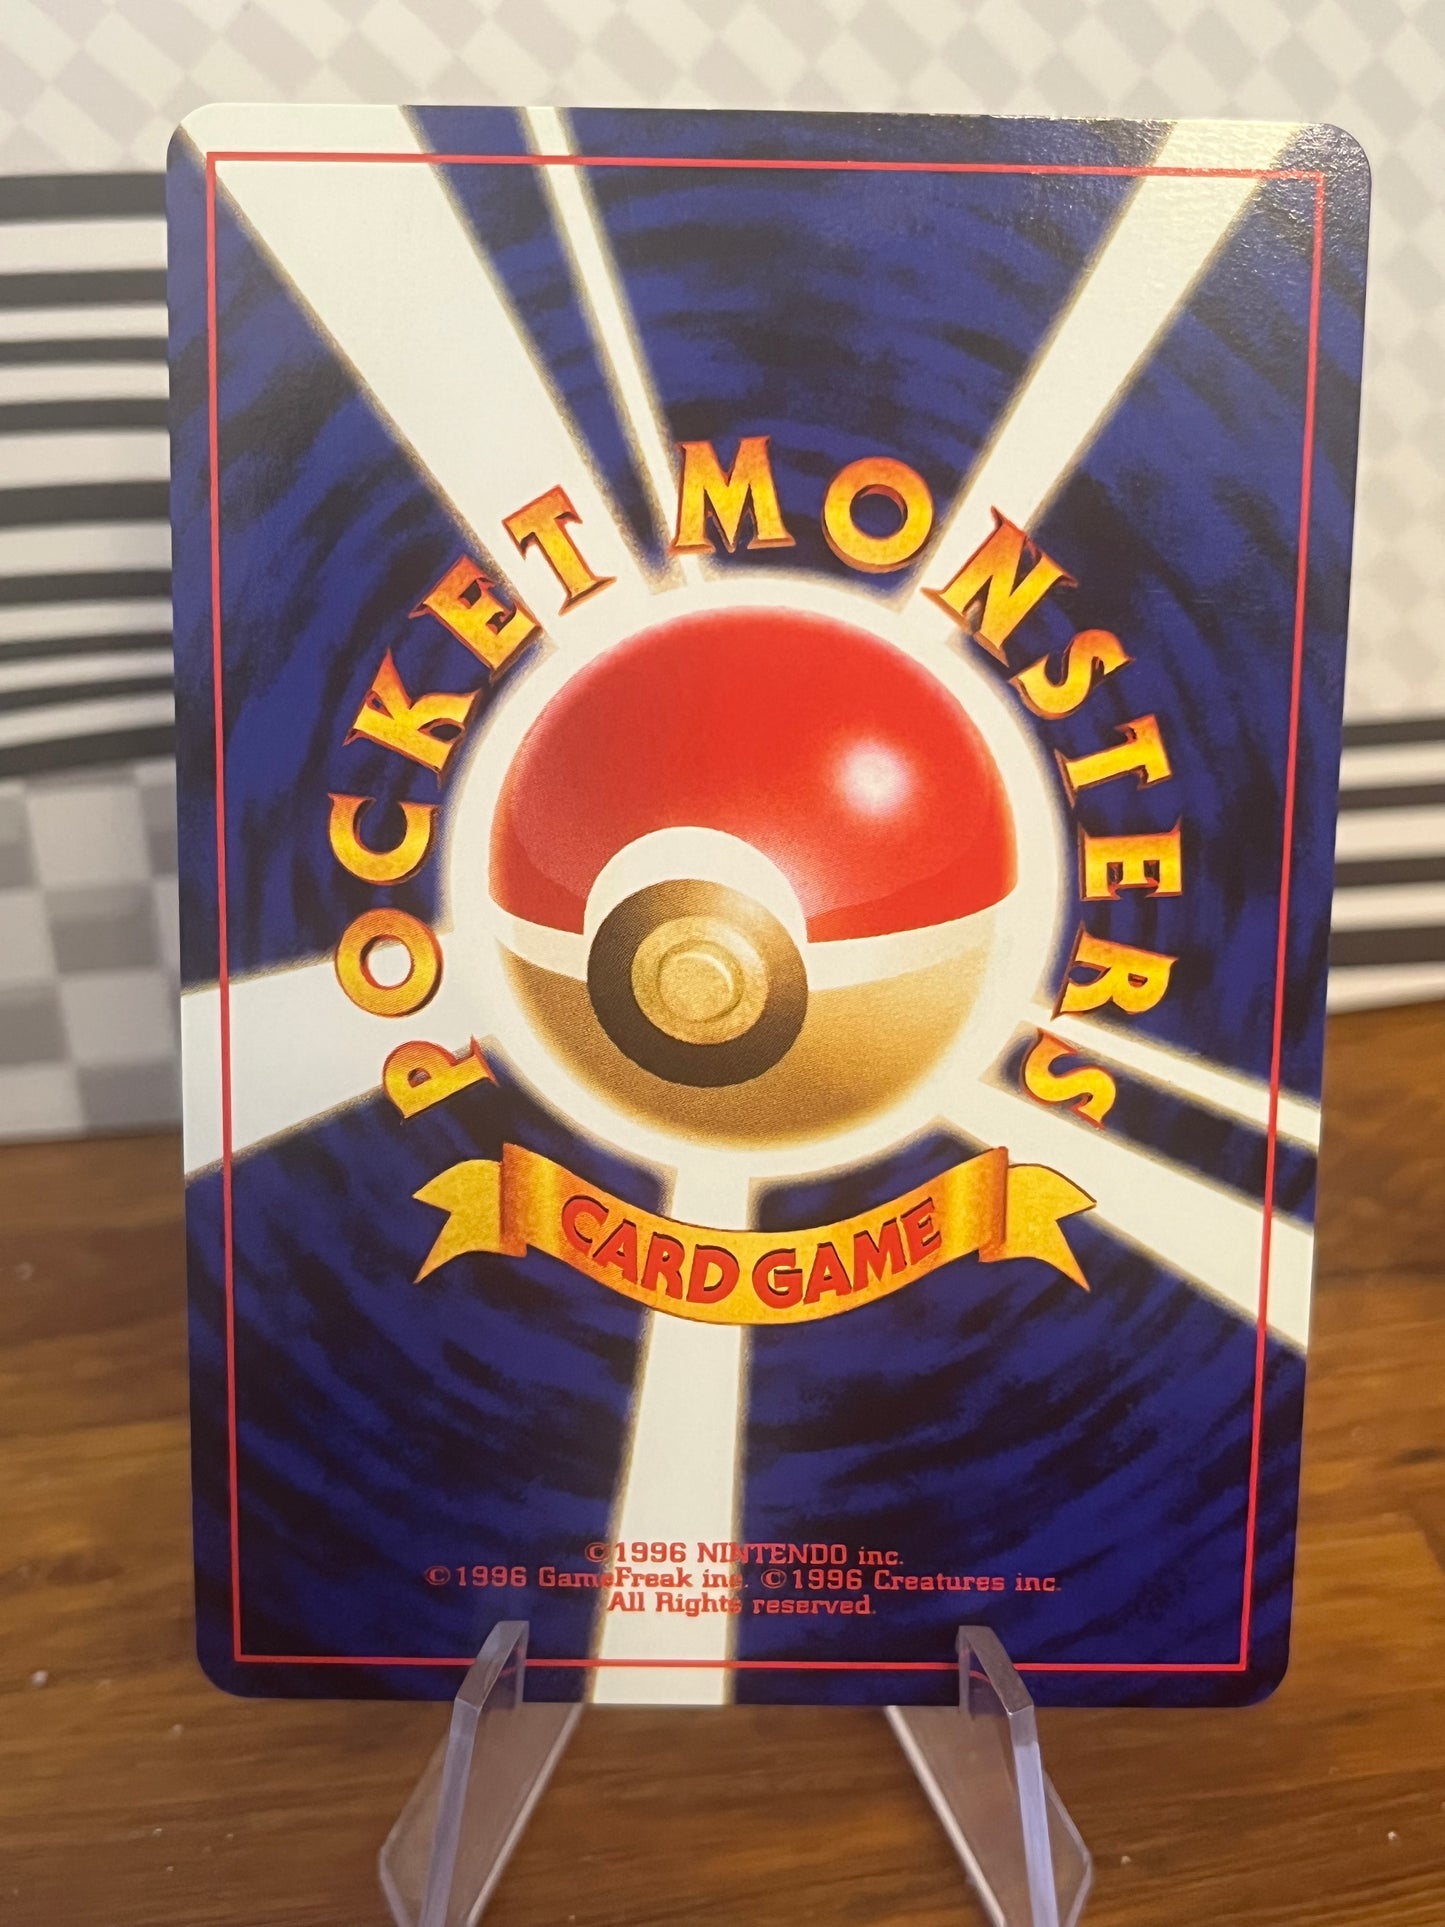 POCKET MONSTERS
CARD GAME
©1996 NINTENDO inc.
©1996 GameFreak inc. ©1996 Creatures inc.
All Rights reserved.